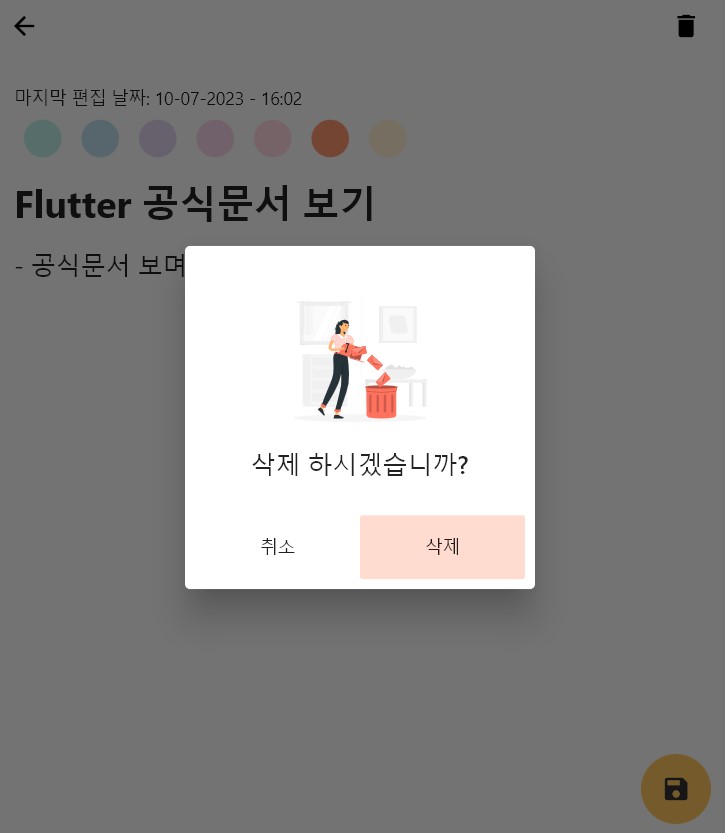 마지막 편집 날짜: 10-07-2023 - 16:02
Flutter 공식문서 보기
- 공식문서 보며
삭제 하시겠습니까?
취소
삭제